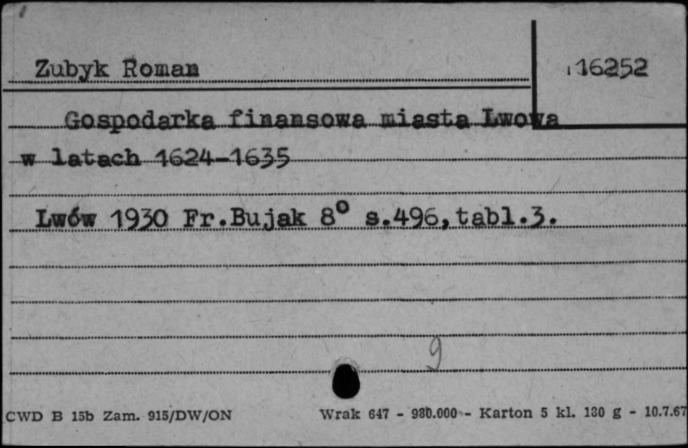 Zubyk Roman
16252
Gospodarka finansowa miasta Lwowa
w latach 1624-1635
Lwów 1930 Fr.Bujak 8° s.496,tabl.3.
9
CWD B 15b Zam. 915/DW/ON Wrak 647 - 980.000 - Karton 5 kl. 180 g - 10.7.67